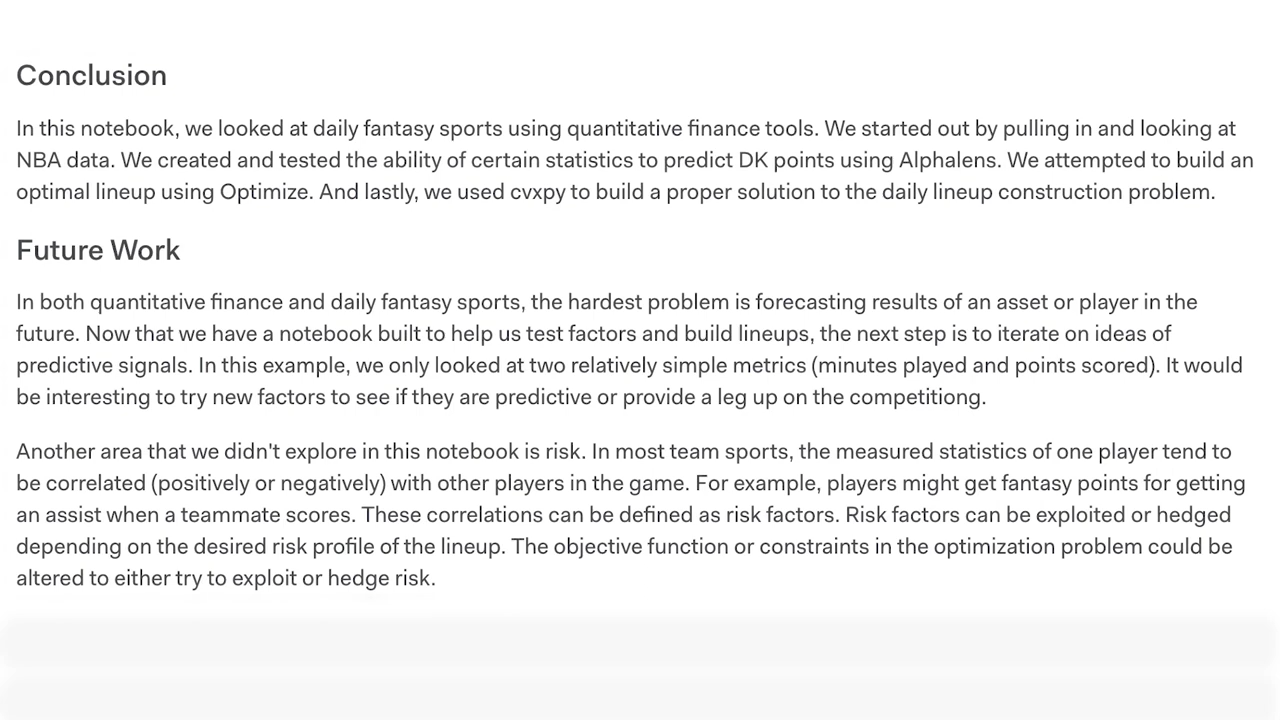 Conclusion
In this notebook, we looked at daily fantasy sports using quantitative finance tools. We started out by pulling in and looking at
NBA data. We created and tested the ability of certain statistics to predict DK points using Alphalens. We attempted to build an
optimal lineup using Optimize. And lastly, we used cvxpy to build a proper solution to the daily lineup construction problem.
Future Work
In both quantitative finance and daily fantasy sports, the hardest problem is forecasting results of an asset or player in the
future. Now that we have a notebook built to help us test factors and build lineups, the next step is to iterate on ideas of
predictive signals. In this example, we only looked at two relatively simple metrics (minutes played and points scored). It would
be interesting to try new factors to see if they are predictive or provide a leg up on the competitiong.
Another area that we didn't explore in this notebook is risk. In most team sports, the measured statistics of one player tend to
be correlated (positively or negatively) with other players in the game. For example, players might get fantasy points for getting
an assist when a teammate scores. These correlations can be defined as risk factors. Risk factors can be exploited or hedged
depending on the desired risk profile of the lineup. The objective function or constraints in the optimization problem could be
altered to either try to exploit or hedge risk.